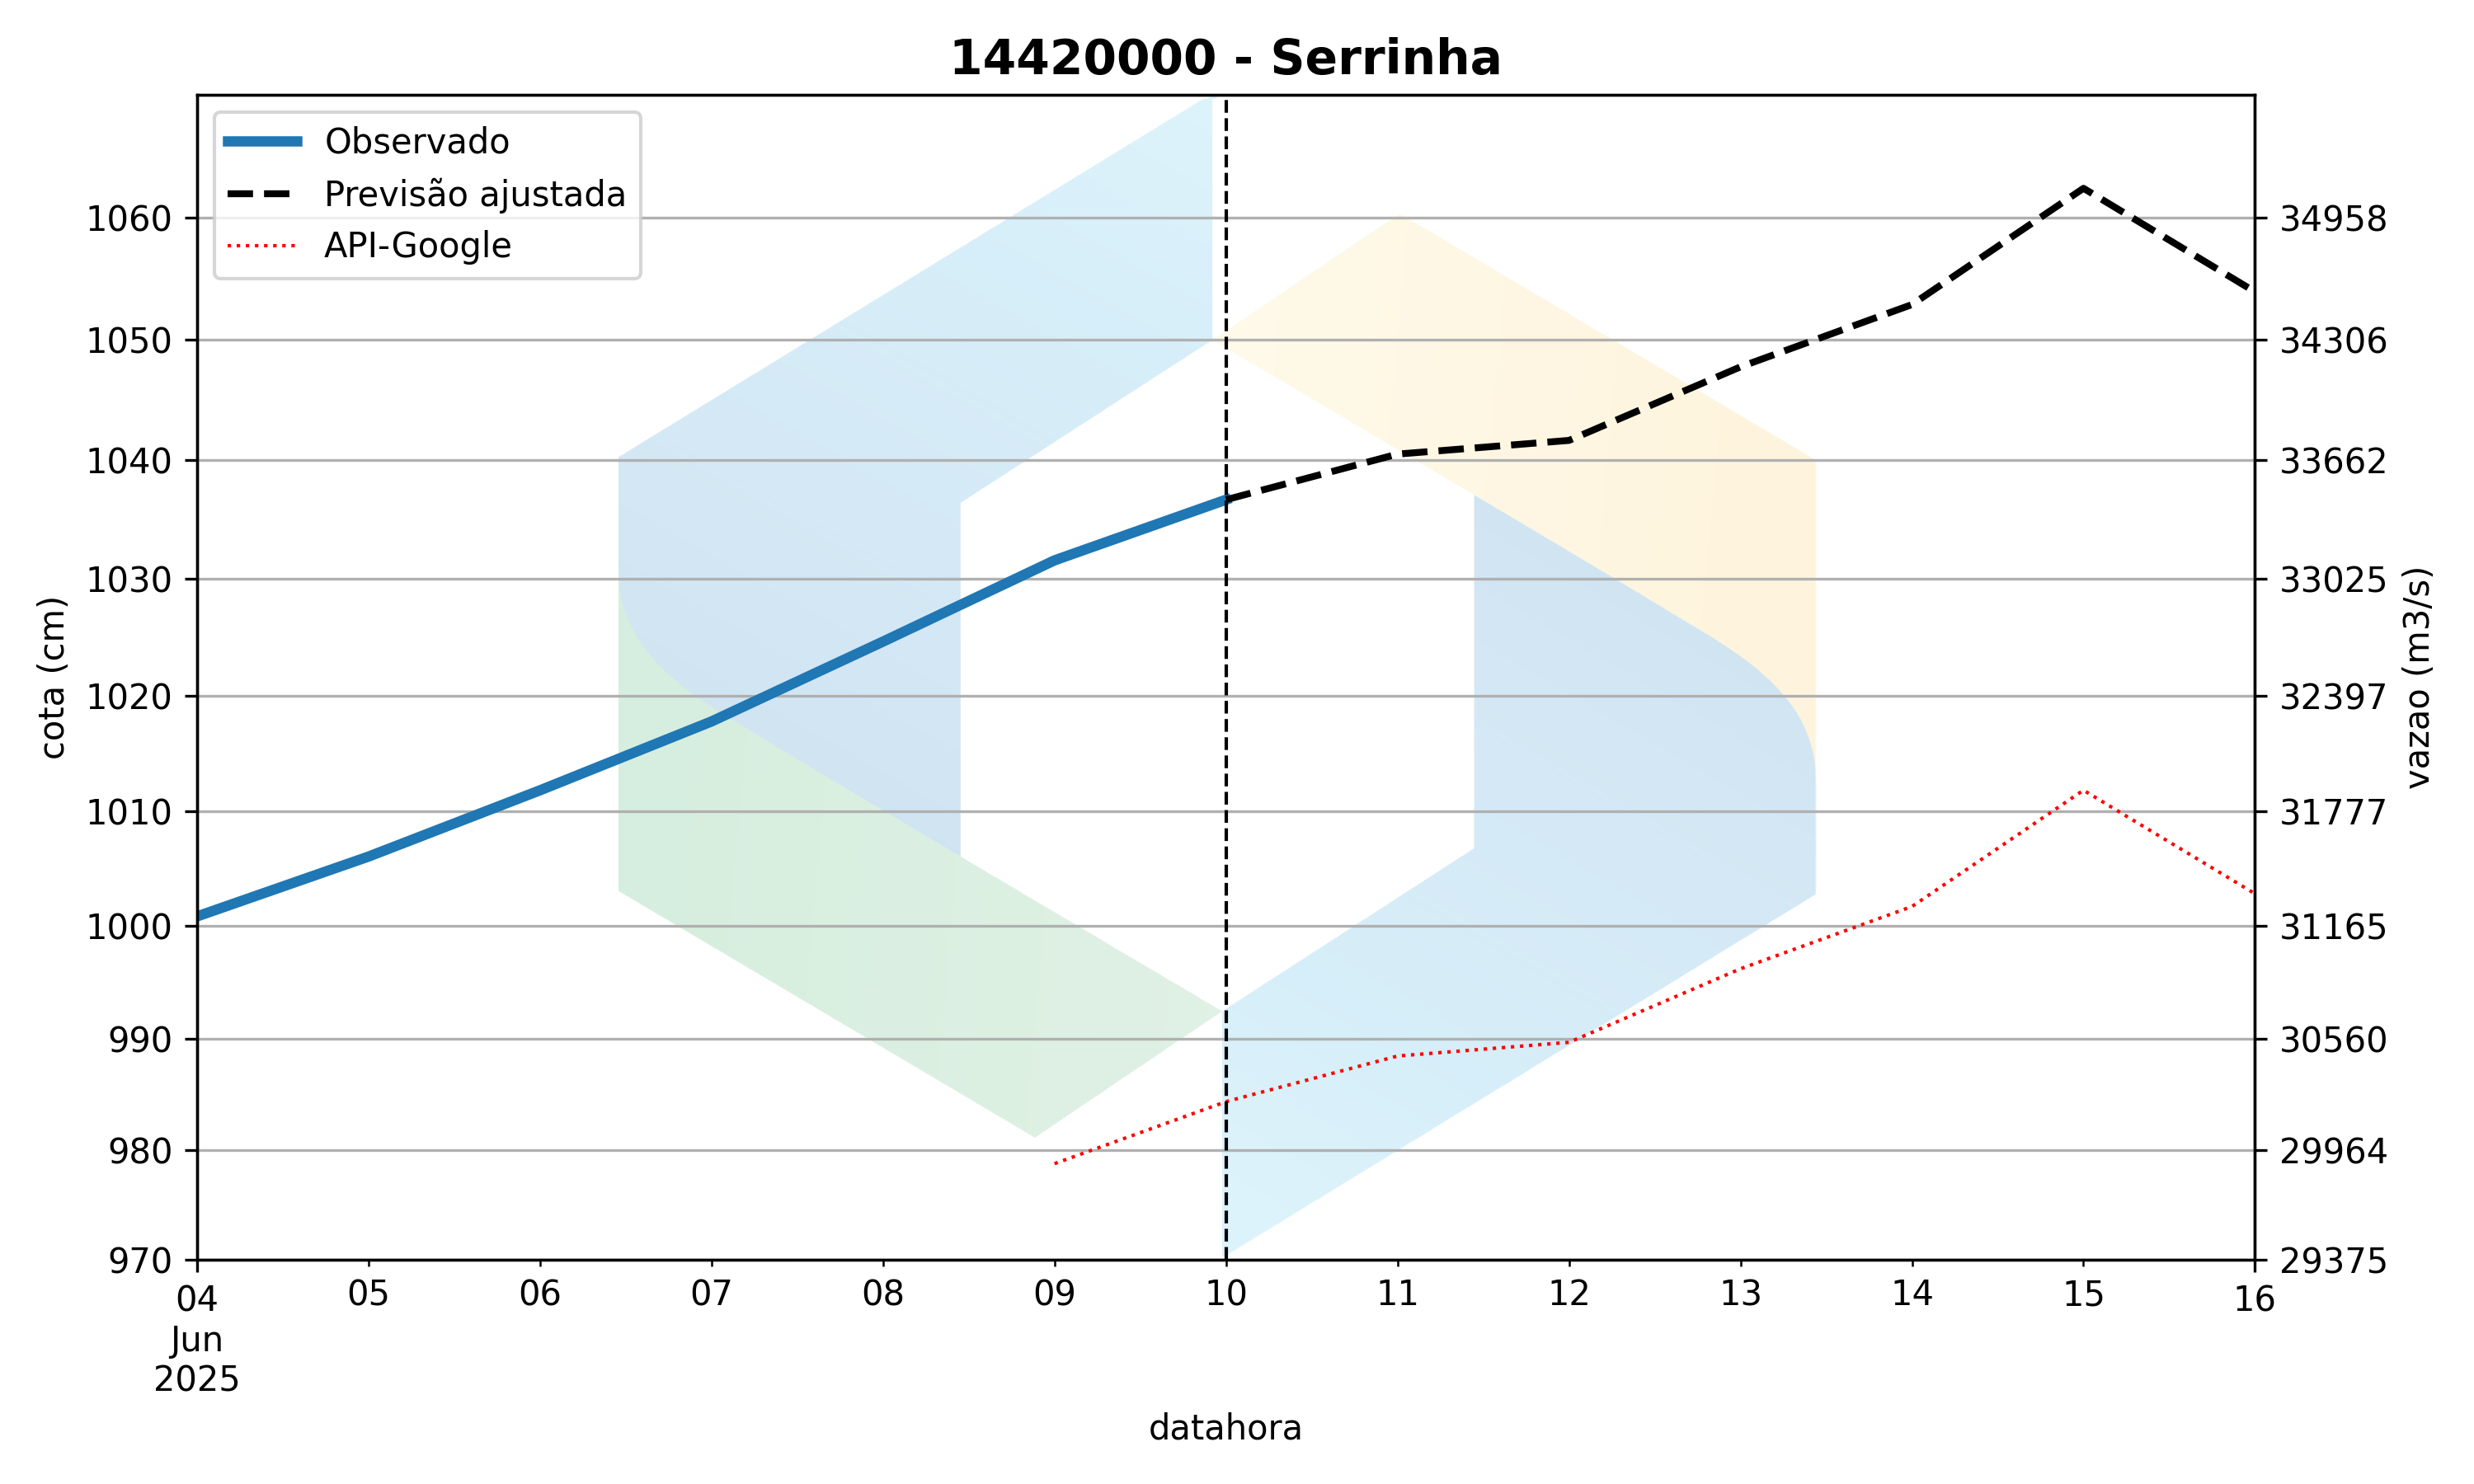 14420000 - Serrinha
Observado
Previsão ajustada
API-Google
1060
1050
1040
1030
1020
1010
1000
990
980
970
cota (cm)
34958
34306
33662
33025
32397
31777
31165
30560
29964
29375
vazao (m3/s)
04 05 06 07 08 09 10 11 12 13 14 15 16
Jun
2025
datahora